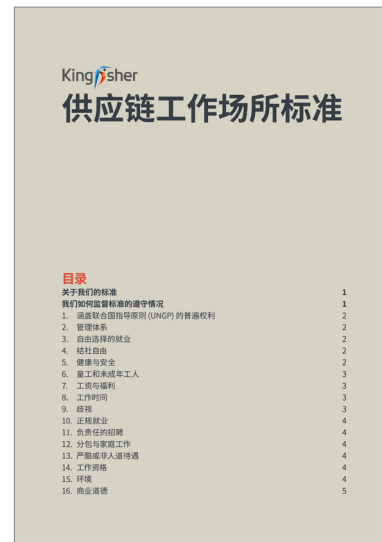 Kingfisher
供应链工作场所标准
目录
关于我们的标准 1
我们如何监督标准的遵守情况 1
1. 涵盖联合国指导原则 (UNGP) 的普遍权利 2
2. 管理体系 2
3. 自由选择的就业 2
4. 结社自由 2
5. 健康与安全 2
6. 童工和未成年工人 3
7. 工资与福利 3
8. 工作时间 3
9. 歧视 3
10. 正规就业 4
11. 负责任的招聘 4
12. 分包与家庭工作 4
13. 严酷或非人道待遇 4
14. 工作资格 4
15. 环境 4
16. 商业道德 5